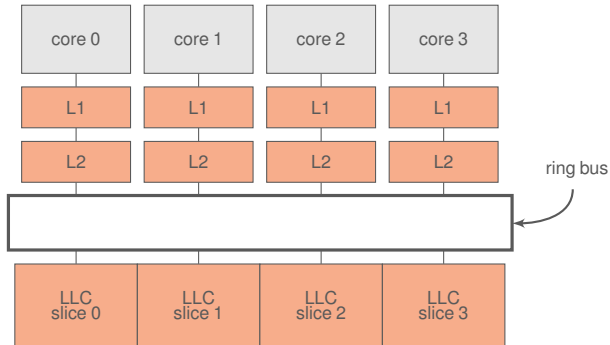 core 0 core 1 core 2 core 3
L1 L1 L1 L1
L2 L2 L2 L2
ring bus
LLC LLC LLC LLC
slice 0 slice 1 slice 2 slice 3